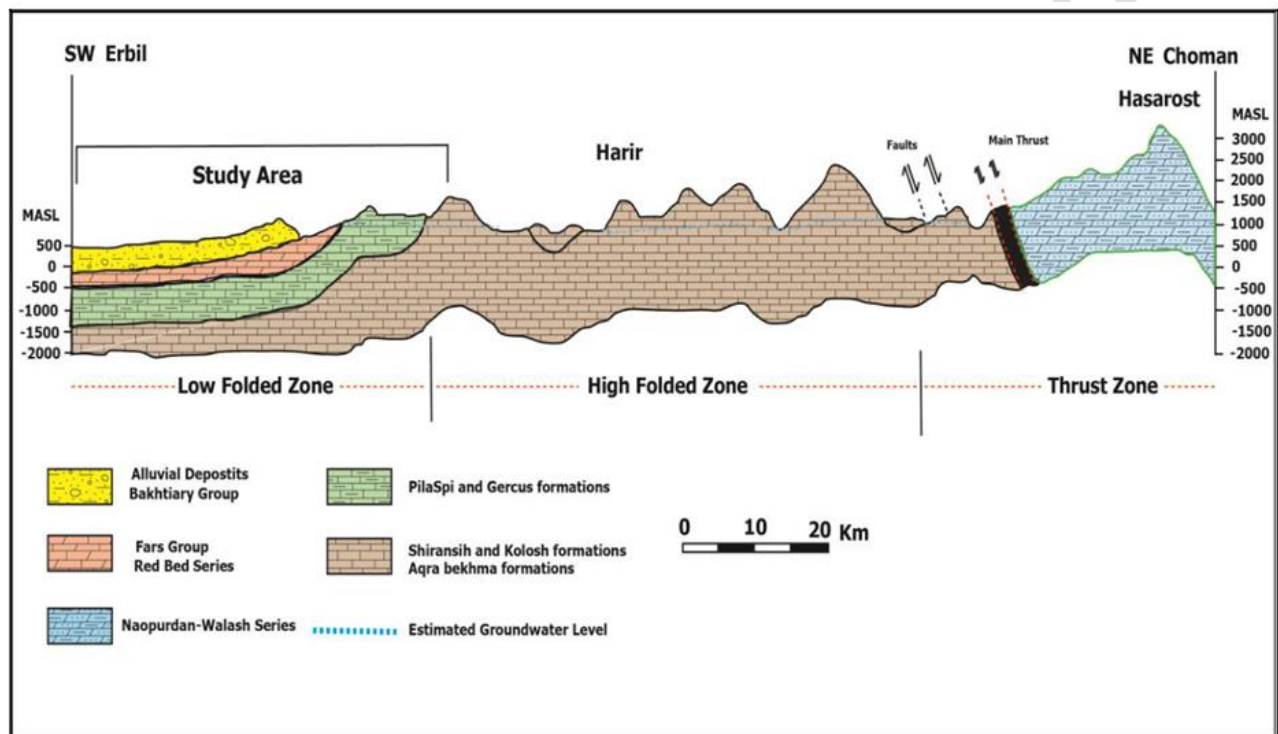 SW Erbil
NE Choman
Hasarost
MASL
3000
2500
2000
1500
1000
500
0
-500
-1000
-1500
-2000
Harir
Faults
Main Thrust
Study Area
MASL
500
0
-500
-1000
-1500
-2000
Low Folded Zone
High Folded Zone
Thrust Zone
Alluvial Depostits
Bakhtiary Group
PilaSpi and Gercus formations
Fars Group
Red Bed Series
Shiransih and Kolosh formations
Aqra bekhma formations
0 10 20 Km
Naopurdan-Walash Series
Estimated Groundwater Level